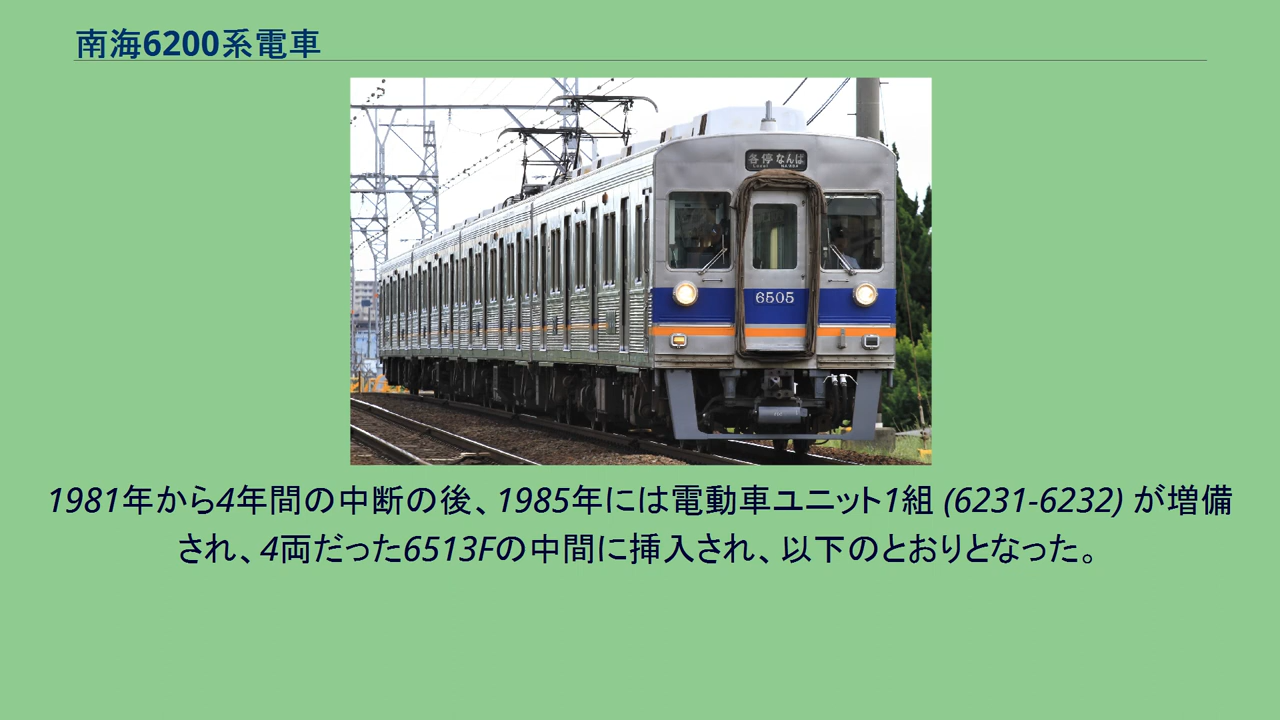 南海6200系電車
各停 なんば
6505
1981年から4年間の中断の後、1985年には電動車ユニット1組 (6231-6232) が増備
され、4両だった6513Fの中間に挿入され、以下のとおりとなった。